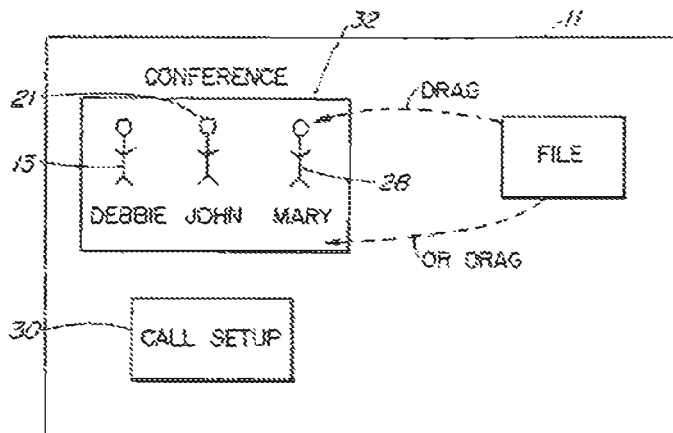 32
11
CONFERENCE
21
DRAG
FILE
15
28
DEBBIE JOHN MARY
OR DRAG
30
CALL SETUP